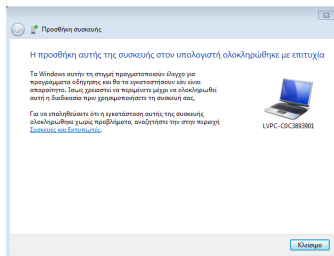 Προσθήκη συσκευής
Η προσθήκη αυτής της συσκευής στον υπολογιστή ολοκληρώθηκε με επιτυχία
Τα Windows αυτήν τη στιγμή πραγματοποιούν έλεγχο για
προγράμματα οδήγησης και θα τα εγκαταστήσουν εάν είναι
απαραίτητο. Ίσως χρειαστεί να περιμένετε μέχρι να ολοκληρωθεί
αυτή η διαδικασία πριν χρησιμοποιήσετε τη συσκευή σας.
Για να επαληθεύσετε ότι η εγκατάσταση αυτής της συσκευής
ολοκληρώθηκε χωρίς προβλήματα, αναζητήστε την στην περιοχή
Συσκευές και Εκτυπωτές.
LVPC-C0C3893901
Κλείσιμο